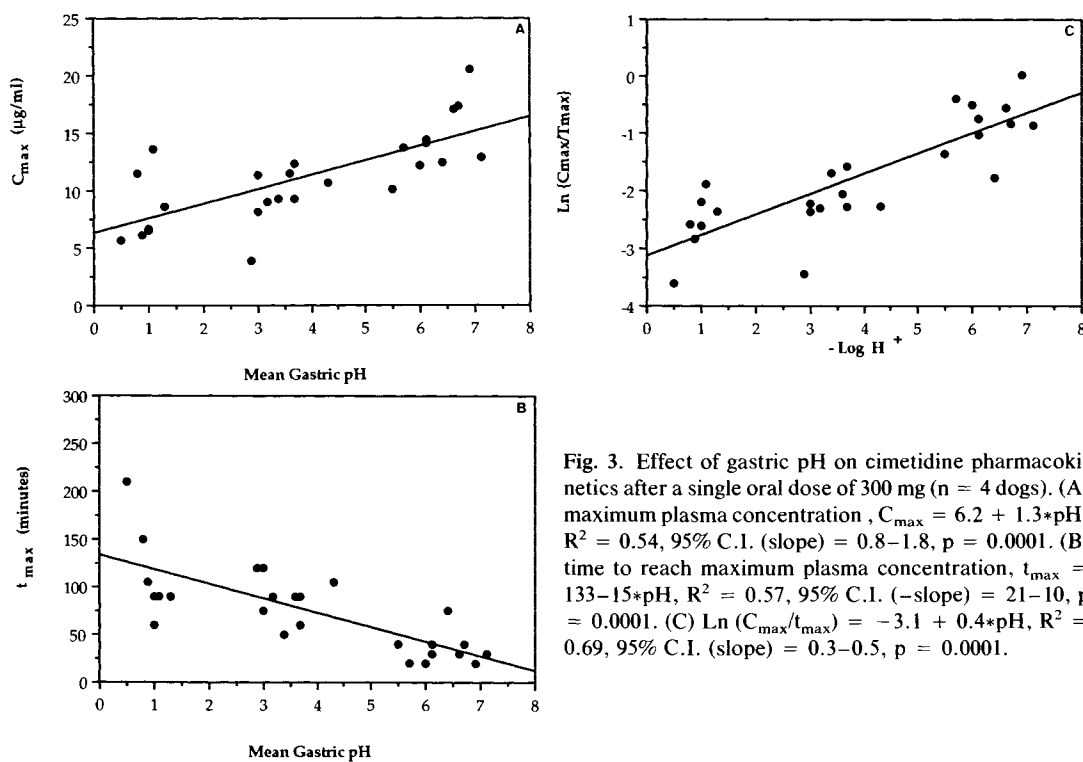 A
25
20
15
10
5
0
C max (µg/ml)
0 1 2 3 4 5 6 7 8
Mean Gastric pH
C
1
0
-1
-2
-3
-4
Ln {Cmax/Tmax}
0 1 2 3 4 5 6 7 8
- Log H +
B
300
250
200
150
100
50
0
t max (minutes)
0 1 2 3 4 5 6 7 8
Mean Gastric pH
Fig. 3. Effect of gastric pH on cimetidine pharmacoki
netics after a single oral dose of 300 mg (n = 4 dogs). (A
maximum plasma concentration , Cmax = 6.2 + 1.3*pH
R² = 0.54, 95% C.I. (slope) = 0.8–1.8, p = 0.0001. (B
time to reach maximum plasma concentration, tmax =
133–15*pH, R² = 0.57, 95% C.I. (–slope) = 21–10, p
= 0.0001. (C) Ln (Cmax/tmax) = −3.1 + 0.4*pH, R² =
0.69, 95% C.I. (slope) = 0.3–0.5, p = 0.0001.